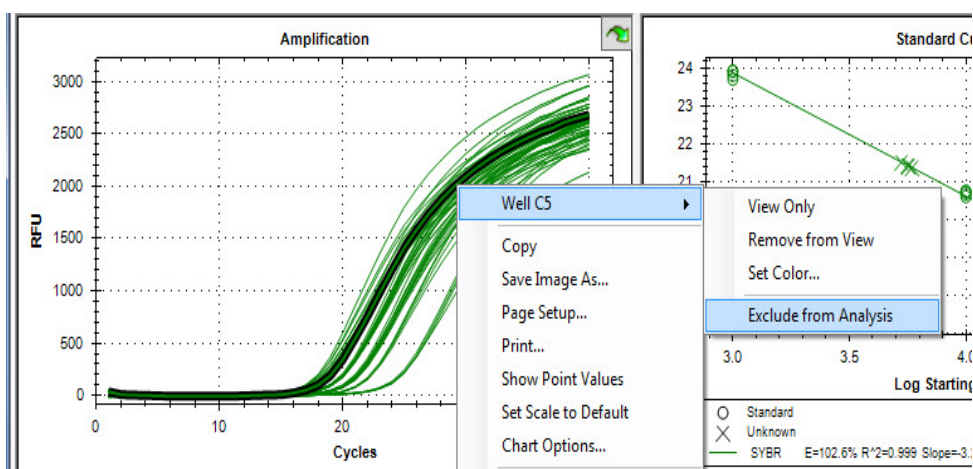 Amplification
3000
2500
2000
1500
1000
500
0
RFU
0
10
20
Cycles
Well C5
Copy
Save Image As...
Page Setup...
Print...
Show Point Values
Set Scale to Default
Chart Options...
View Only
Remove from View
Set Color...
Exclude from Analysis
Standard Cu
24
23
22
21
3.0
3.5
4.0
Log Starting
Standard
Unknown
SYBR E=102.6% R^2=0.999 Slope=-3.